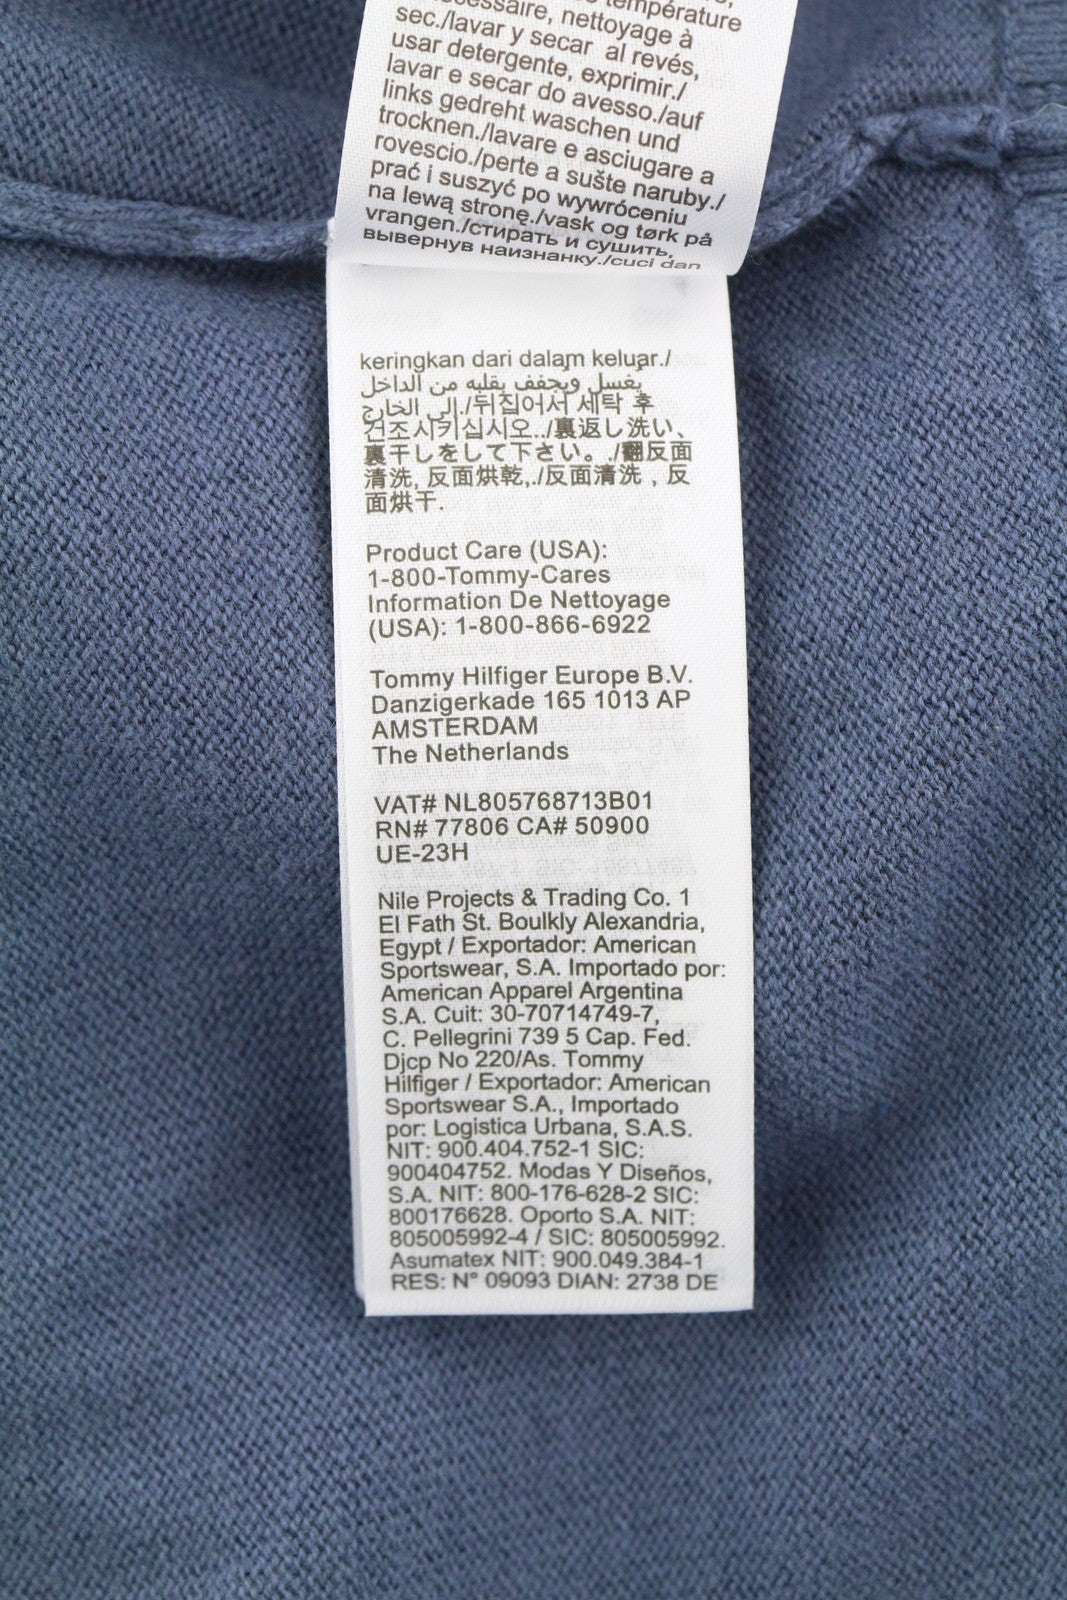 température
nettoyage à
sec./lavar y secar al revés,
usar detergente, exprimir./
lavar e secar do avesso./auf
links gedreht waschen und
trocknen./lavare e asciugare a
rovescio./perte a sušte naruby./
prać i suszyć po wywróceniu
na lewą stronę./vask og tørk på
vrangen./стирать и сушить,
вывернув наизнанку./cuci dan
keringkan dari dalam keluar./
يغسل ويجفف بقلبه من الداخل
إلى الخارج./뒤집어서 세탁 후
건조시키십시오../裏返し洗い、
裏干しをして下さい。./翻反面
清洗, 反面烘乾,./反面清洗，反
面烘干.
Product Care (USA):
1-800-Tommy-Cares
Information De Nettoyage
(USA): 1-800-866-6922
Tommy Hilfiger Europe B.V.
Danzigerkade 165 1013 AP
AMSTERDAM
The Netherlands
VAT# NL805768713B01
RN# 77806 CA# 50900
UE-23H
Nile Projects & Trading Co. 1
El Fath St. Boulkly Alexandria,
Egypt / Exportador: American
Sportswear, S.A. Importado por:
American Apparel Argentina
S.A. Cuit: 30-70714749-7,
C. Pellegrini 739 5 Cap. Fed.
Djcp No 220/As. Tommy
Hilfiger / Exportador: American
Sportswear S.A., Importado
por: Logistica Urbana, S.A.S.
NIT: 900.404.752-1 SIC:
900404752. Modas Y Diseños,
S.A. NIT: 800-176-628-2 SIC:
800176628. Oporto S.A. NIT:
805005992-4 / SIC: 805005992.
Asumatex NIT: 900.049.384-1
RES: N° 09093 DIAN: 2738 DE